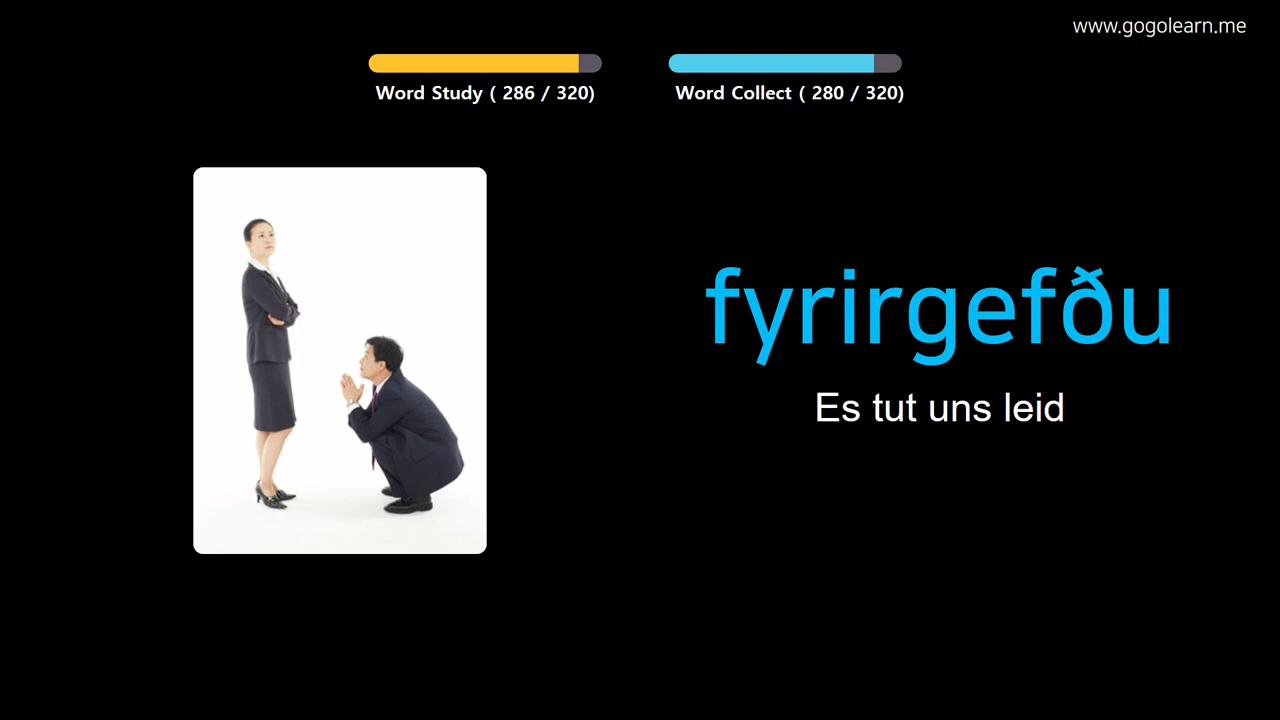 www.gogolearn.me
Word Study ( 286 / 320)
Word Collect ( 280 / 320)
fyrirgefðu
Es tut uns leid